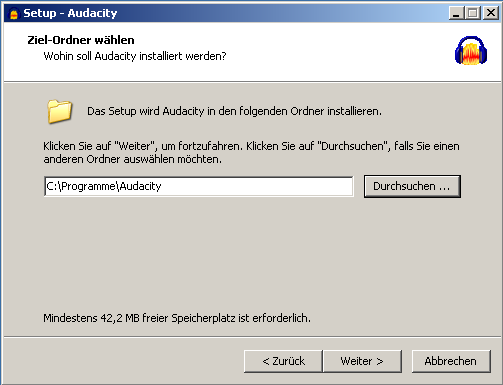 Setup - Audacity
Ziel-Ordner wählen
Wohin soll Audacity installiert werden?
Das Setup wird Audacity in den folgenden Ordner installieren.
Klicken Sie auf "Weiter", um fortzufahren. Klicken Sie auf "Durchsuchen", falls Sie einen
anderen Ordner auswählen möchten.
C:\Programme\Audacity
Durchsuchen ...
Mindestens 42,2 MB freier Speicherplatz ist erforderlich.
< Zurück
Weiter >
Abbrechen